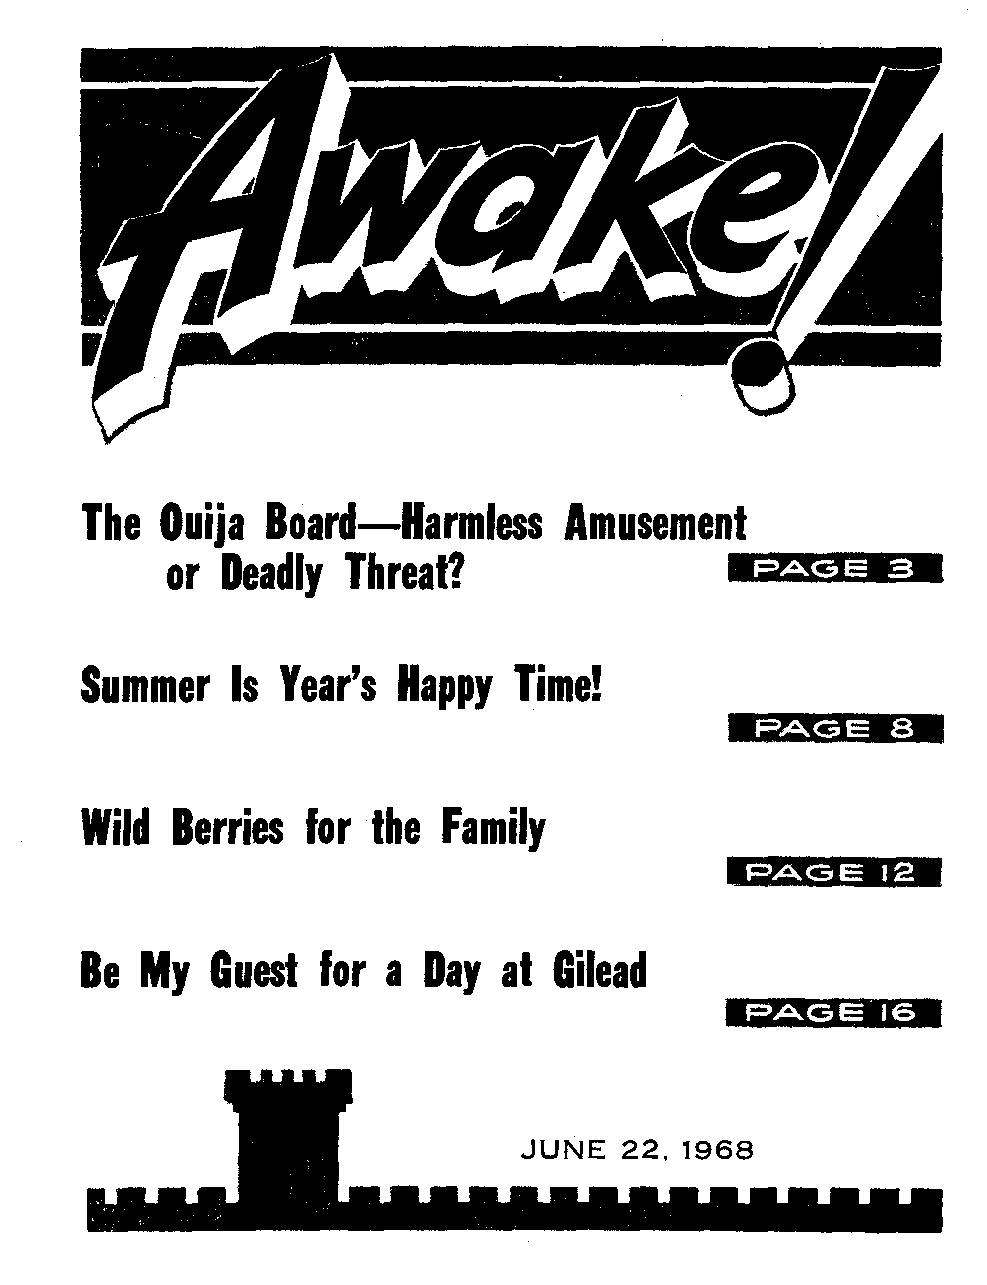 Awake!
The Ouija Board—Harmless Amusement
or Deadly Threat?
PAGE 3
Summer Is Year's Happy Time!
PAGE 8
Wild Berries for the Family
PAGE 12
Be My Guest for a Day at Gilead
PAGE 16
JUNE 22, 1968